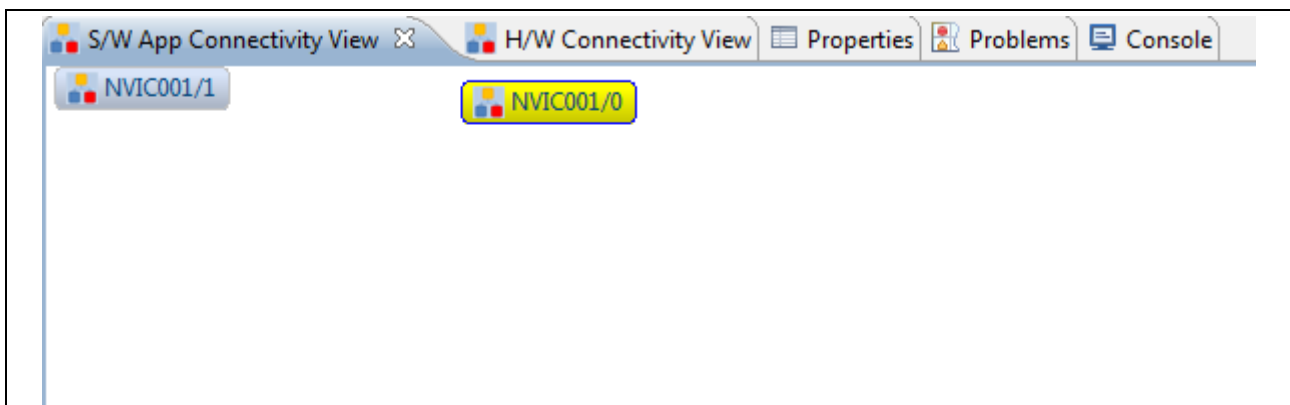 S/W App Connectivity View H/W Connectivity View Properties Problems Console
NVIC001/1 NVIC001/0